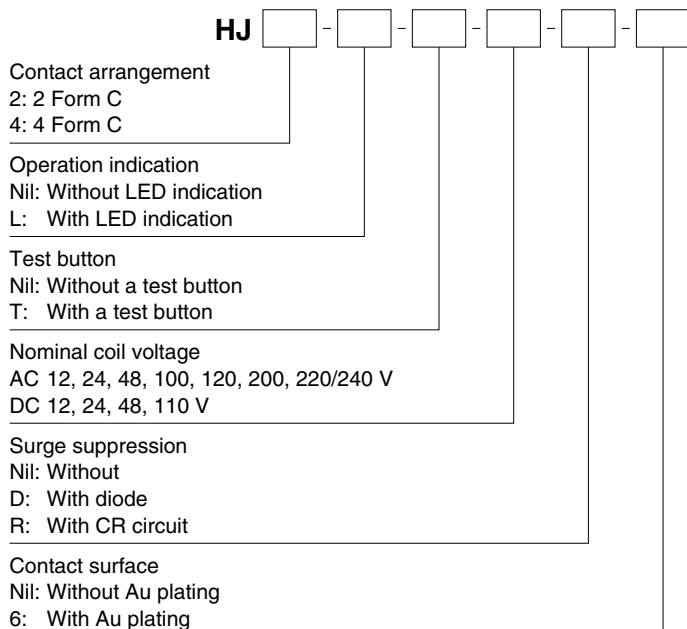 HJ - - - - -
Contact arrangement
2: 2 Form C
4: 4 Form C
Operation indication
Nil: Without LED indication
L: With LED indication
Test button
Nil: Without a test button
T: With a test button
Nominal coil voltage
AC 12, 24, 48, 100, 120, 200, 220/240 V
DC 12, 24, 48, 110 V
Surge suppression
Nil: Without
D: With diode
R: With CR circuit
Contact surface
Nil: Without Au plating
6: With Au plating